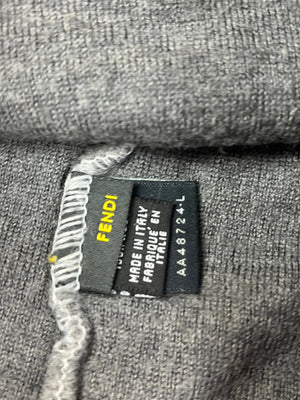 FENDI
MADE IN ITALY
FABRIQUÉ EN
ITALIE
AA48724-L